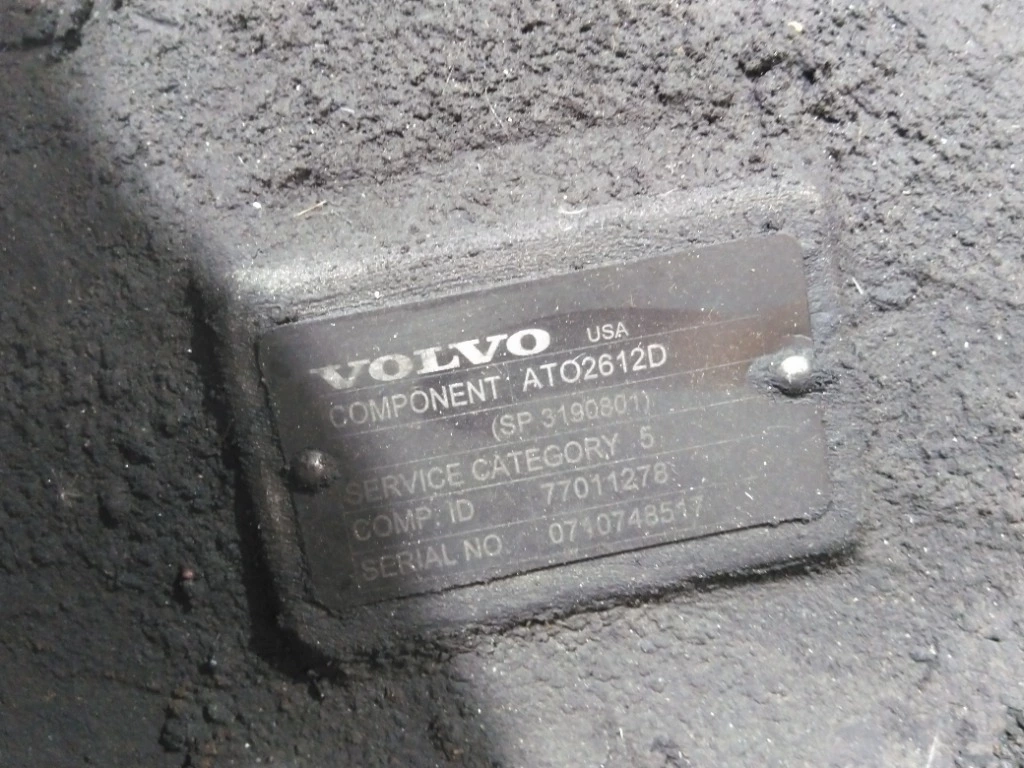 VOLVO USA
COMPONENT ATO2612D
(SP 3190801)
SERVICE CATEGORY 5
COMP. ID 77011278
SERIAL NO. 0710748517